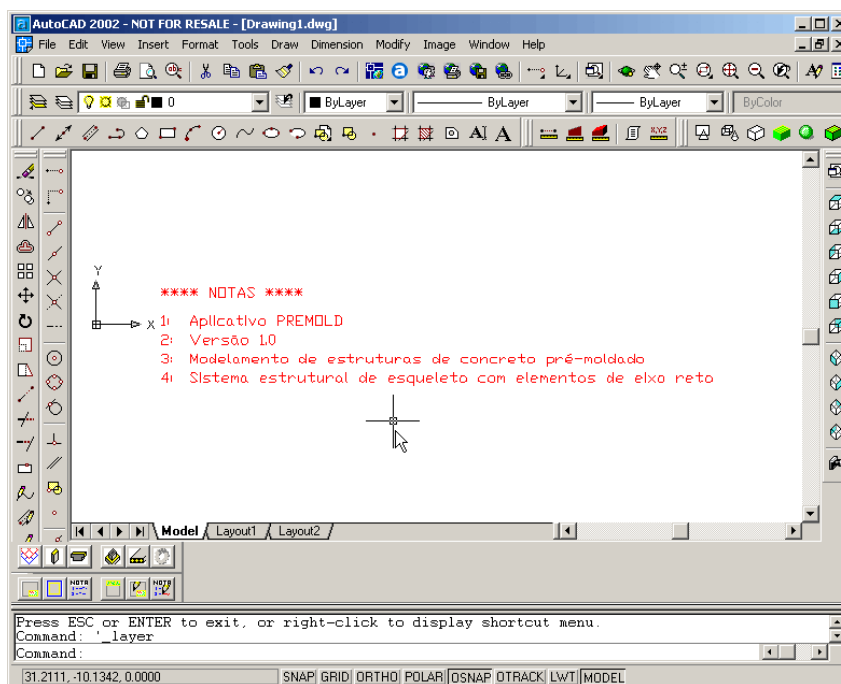 AutoCAD 2002 - NOT FOR RESALE - [Drawing1.dwg]
File Edit View Insert Format Tools Draw Dimension Modify Image Window Help
0 ByLayer ByLayer ByLayer ByColor
Y
X
**** NOTAS ****
1: Aplicativo PREMOLD
2: Versão 1.0
3: Modelamento de estruturas de concreto pré-moldado
4: Sistema estrutural de esqueleto com elementos de eixo reto
Model Layout1 Layout2
NOTA NOTA
Press ESC or ENTER to exit, or right-click to display shortcut menu.
Command: '_layer
Command:
31.2111, -10.1342, 0.0000 SNAP GRID ORTHO POLAR OSNAP OTRACK LWT MODEL